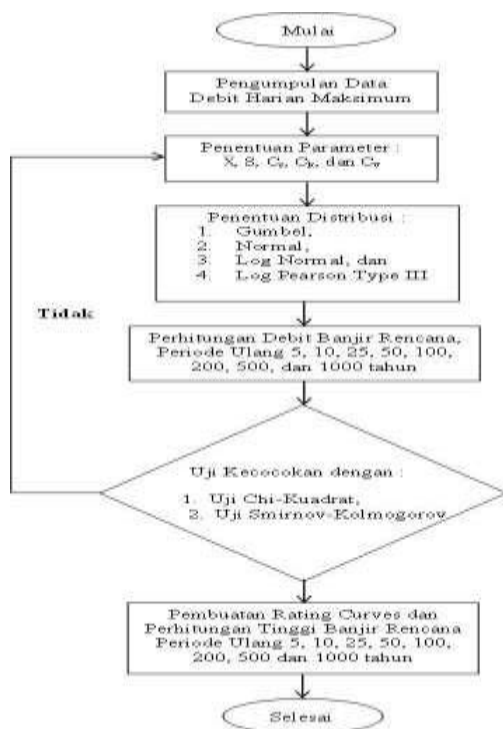 Mulai
Pengumpulan Data
Debit Harian Maksimum
Penentuan Parameter :
X, S, Cs, Ck, dan Cv
Penentuan Distribusi :
1. Gumbel,
2. Normal,
3. Log Normal, dan
4. Log Pearson Type III
Tidak
Perhitungan Debit Banjir Rencana,
Periode Ulang 5, 10, 25, 50, 100,
200, 500, dan 1000 tahun
Uji Kecocokan dengan :
1. Uji Chi-Kuadrat,
2. Uji Smirnov-Kolmogorov
Pembuatan Rating Curves dan
Perhitungan Tinggi Banjir Rencana
Periode Ulang 5, 10, 25, 50, 100,
200, 500 dan 1000 tahun
Selesai